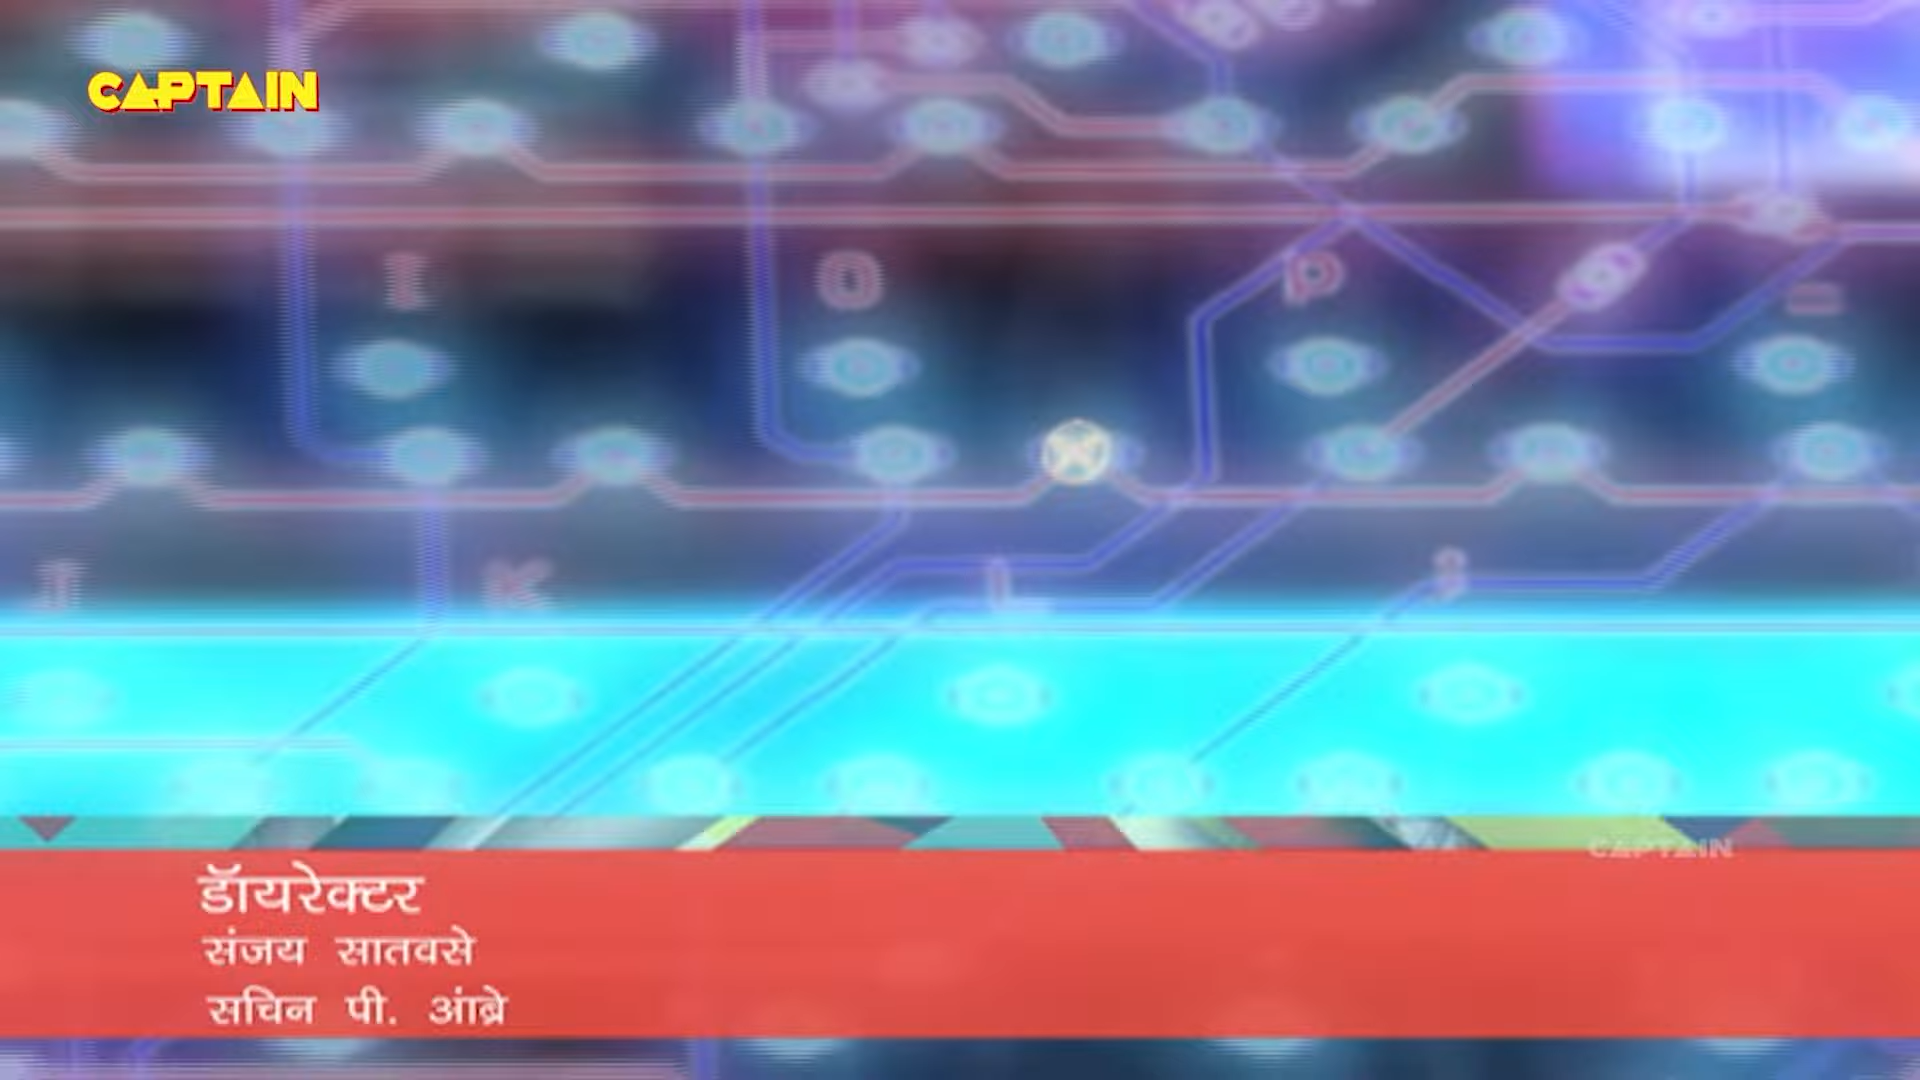 CAPTAIN
I O P =
J K L ;
CAPTAIN
डॅायरेक्टर
संजय सातवसे
सचिन पी. आंब्रे